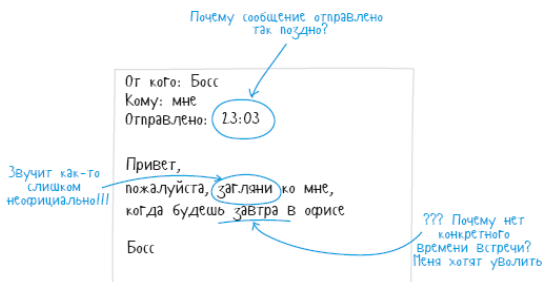 Почему сообщение отправлено
так поздно?
От кого: Босс
Кому: мне
Отправлено: 23:03
Привет,
пожалуйста, загляни ко мне,
когда будешь завтра в офисе
Босс
Звучит как-то
слишком
неофициально!!!
??? Почему нет
конкретного
времени встречи?
Меня хотят уволить